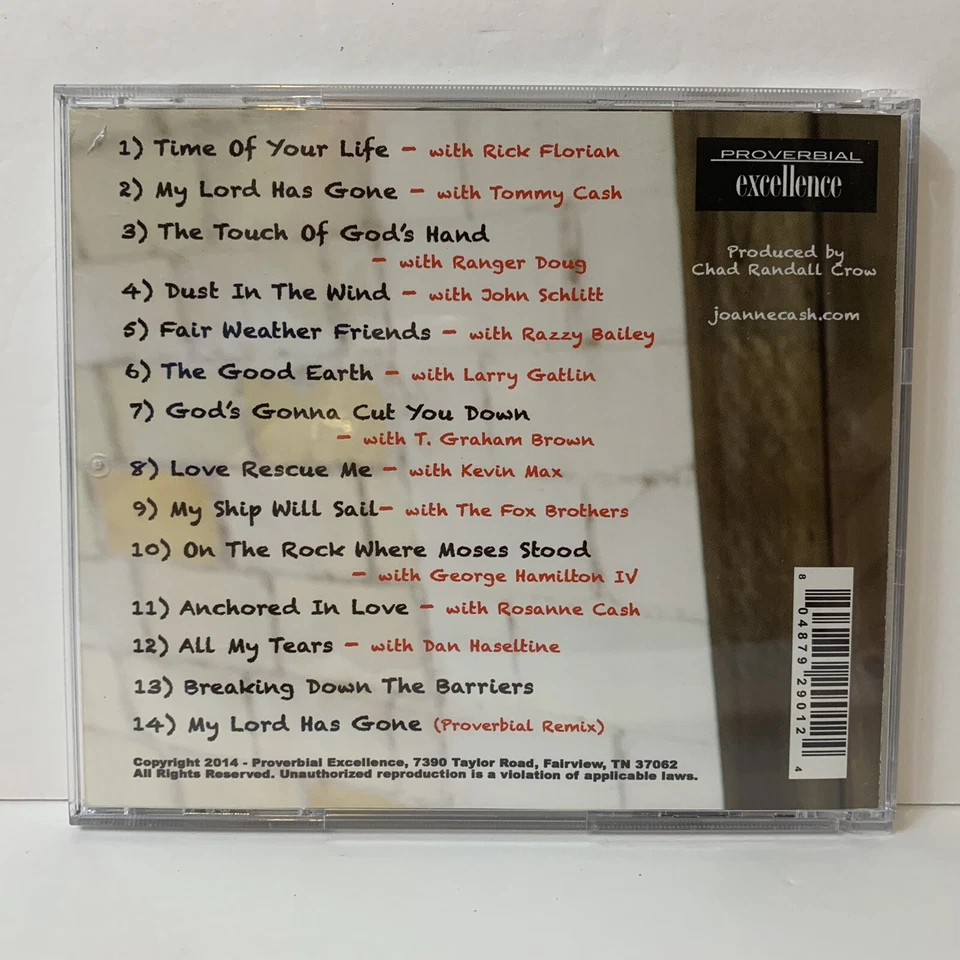 1) Time Of Your Life – with Rick Florian
2) My Lord Has Gone – with Tommy Cash
3) The Touch Of God's Hand
– with Ranger Doug
4) Dust In The Wind – with John Schlitt
5) Fair Weather Friends – with Razzy Bailey
6) The Good Earth – with Larry Gatlin
7) God's Gonna Cut You Down
– with T. Graham Brown
8) Love Rescue Me – with Kevin Max
9) My Ship Will Sail– with The Fox Brothers
10) On The Rock Where Moses Stood
– with George Hamilton IV
11) Anchored In Love – with Rosanne Cash
12) All My Tears – with Dan Haseltine
13) Breaking Down The Barriers
14) My Lord Has Gone (Proverbial Remix)
Copyright 2014 - Proverbial Excellence, 7390 Taylor Road, Fairview, TN 37062
All Rights Reserved. Unauthorized reproduction is a violation of applicable laws.
PROVERBIAL
excellence
Produced by
Chad Randall Crow
joannecash.com
8 04879 29012 4